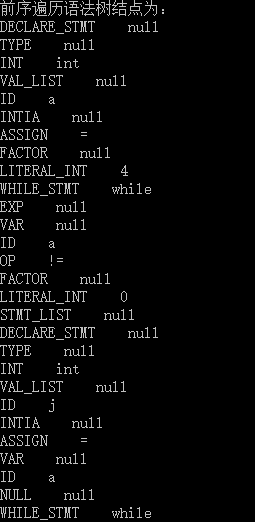 前序遍历语法树结点为:
DECLARE_STMT    null
TYPE    null
INT    int
VAL_LIST    null
ID    a
INTIA    null
ASSIGN    =
FACTOR    null
LITERAL_INT    4
WHILE_STMT    while
EXP    null
VAR    null
ID    a
OP    !=
FACTOR    null
LITERAL_INT    0
STMT_LIST    null
DECLARE_STMT    null
TYPE    null
INT    int
VAL_LIST    null
ID    j
INTIA    null
ASSIGN    =
VAR    null
ID    a
NULL    null
WHILE_STMT    while